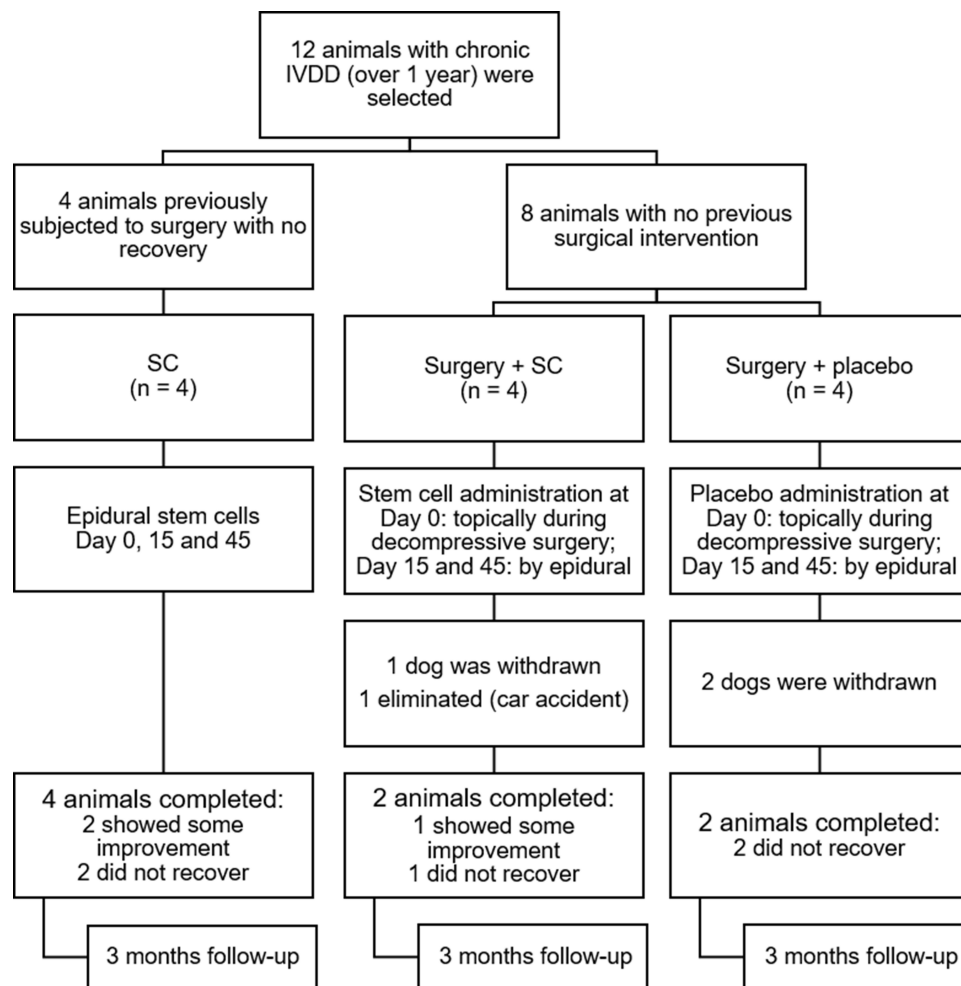 12 animals with chronic
IVDD (over 1 year) were
selected
4 animals previously
subjected to surgery with no
recovery
8 animals with no previous
surgical intervention
SC
(n = 4)
Surgery + SC
(n = 4)
Surgery + placebo
(n = 4)
Epidural stem cells
Day 0, 15 and 45
Stem cell administration at
Day 0: topically during
decompressive surgery;
Day 15 and 45: by epidural
Placebo administration at
Day 0: topically during
decompressive surgery;
Day 15 and 45: by epidural
1 dog was withdrawn
1 eliminated (car accident)
2 dogs were withdrawn
4 animals completed:
2 showed some
improvement
2 did not recover
2 animals completed:
1 showed some
improvement
1 did not recover
2 animals completed:
2 did not recover
3 months follow-up
3 months follow-up
3 months follow-up